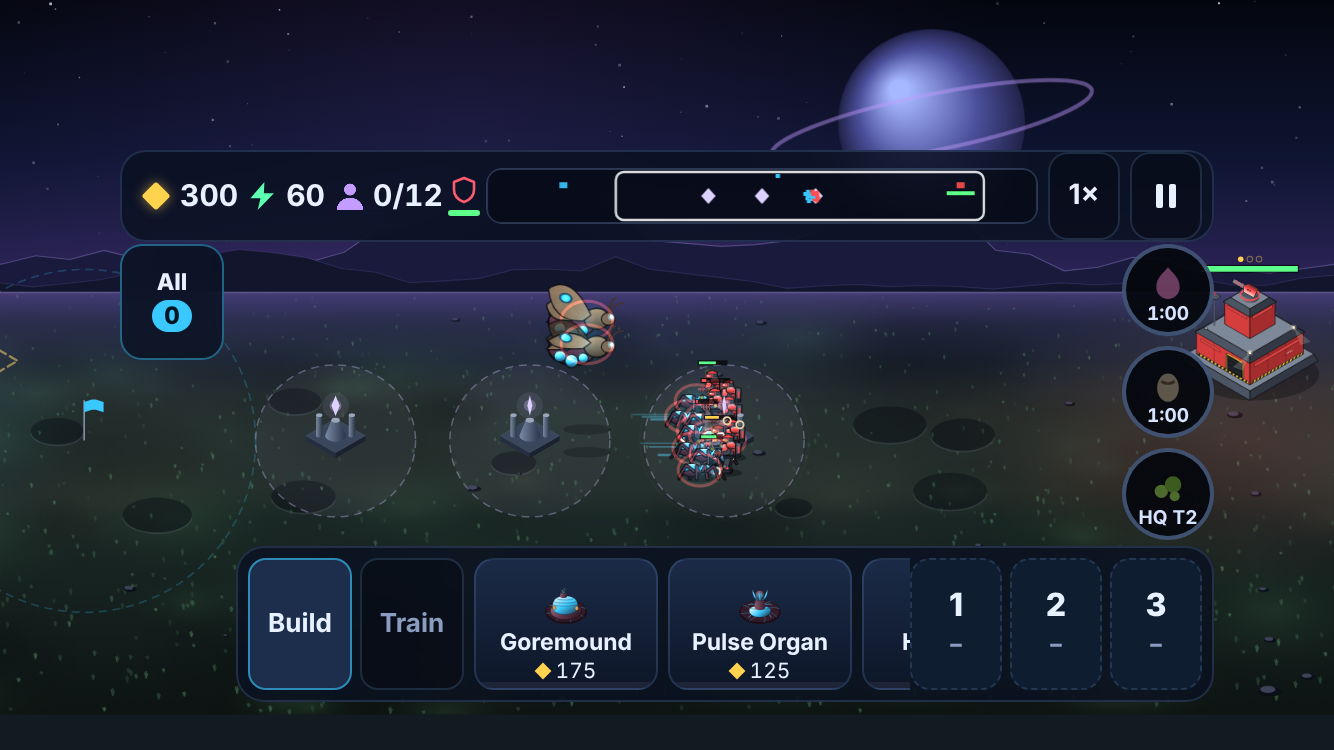 300 60 0/12 1×
All
0
1:00
1:00
HQ T2
Build Train
Goremound
175
Pulse Organ
125
1
–
2
–
3
–